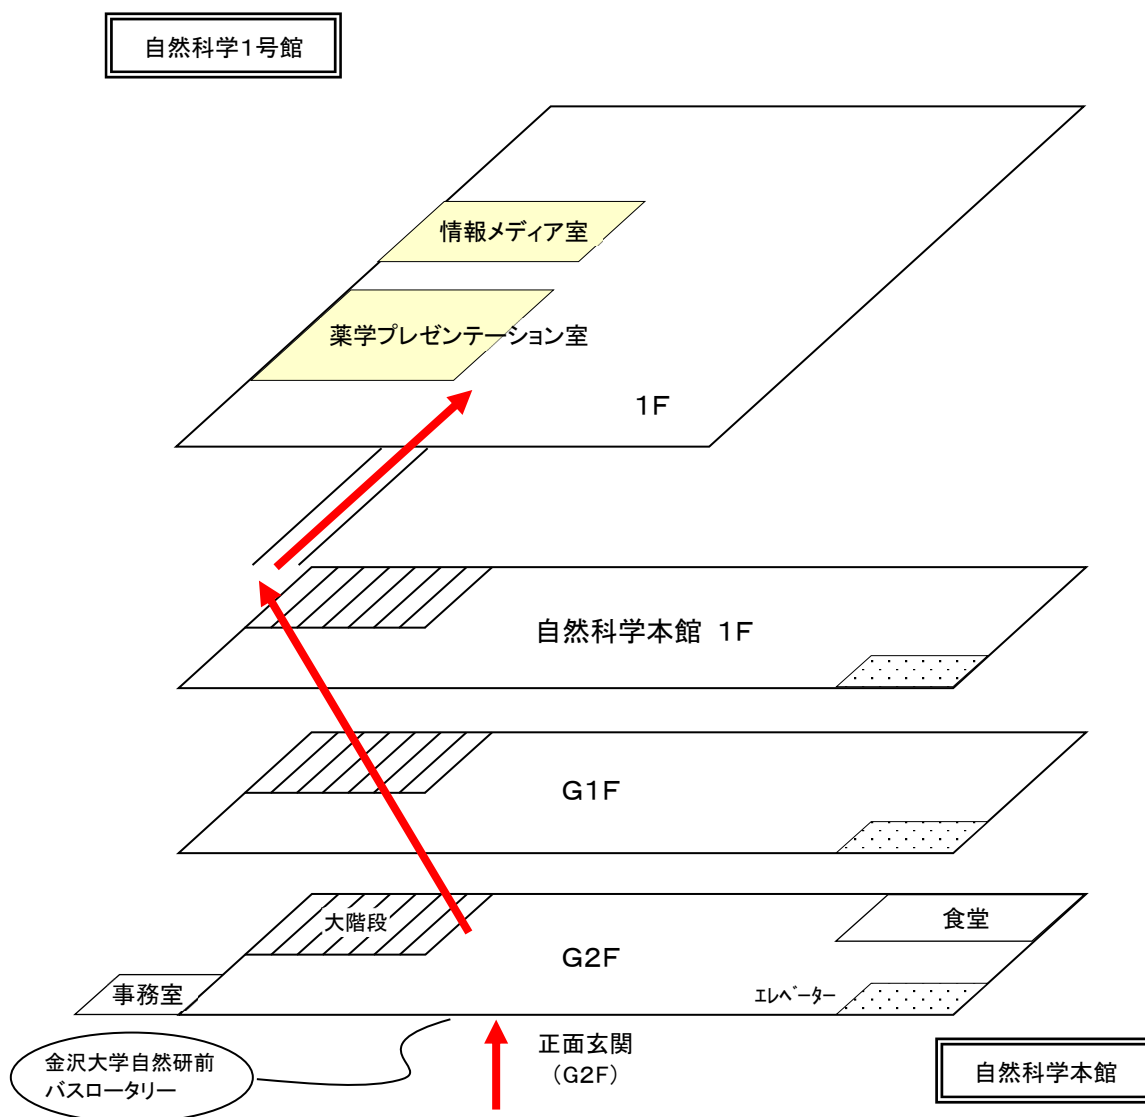 自然科学1号館
情報メディア室
薬学プレゼンテーション室
1F
自然科学本館 1F
G1F
大階段
食堂
G2F
事務室
ｴﾚﾍﾞｰﾀｰ
正面玄関
（G2F）
金沢大学自然研前
バスロータリー
自然科学本館